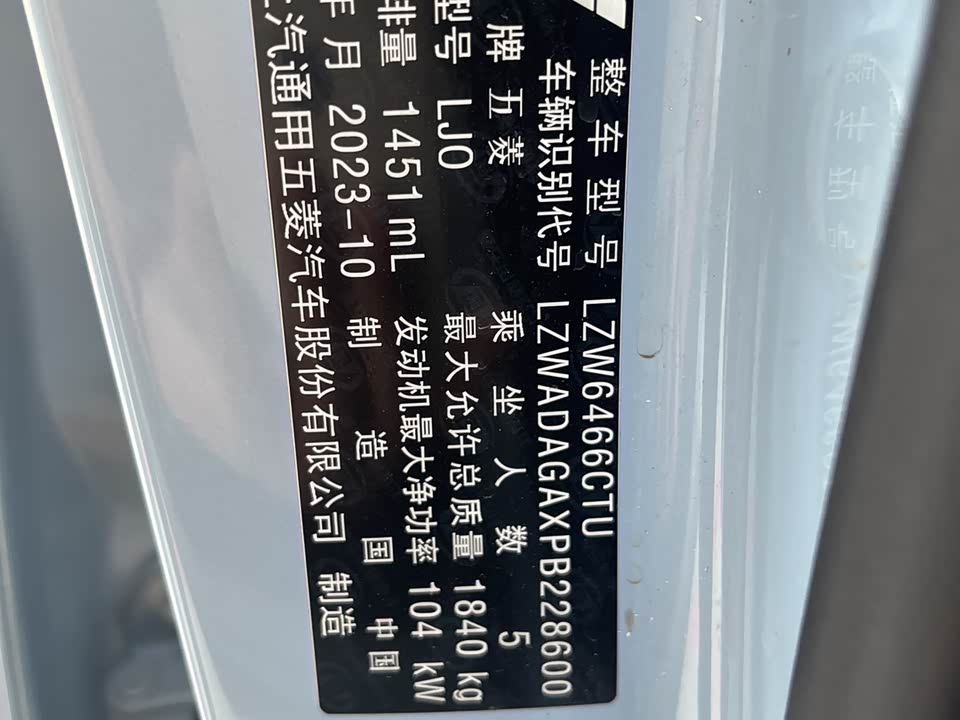 整车型号 LZW6466CTU
车辆识别代号 LZWADAGAXPB228600
牌 五菱 乘坐人数 5
型号 LJO 最大允许总质量 1840 kg
排量 1451mL 发动机最大净功率 104 kW
年月 2023-10 制造国 中国
汽通用五菱汽车股份有限公司 制造